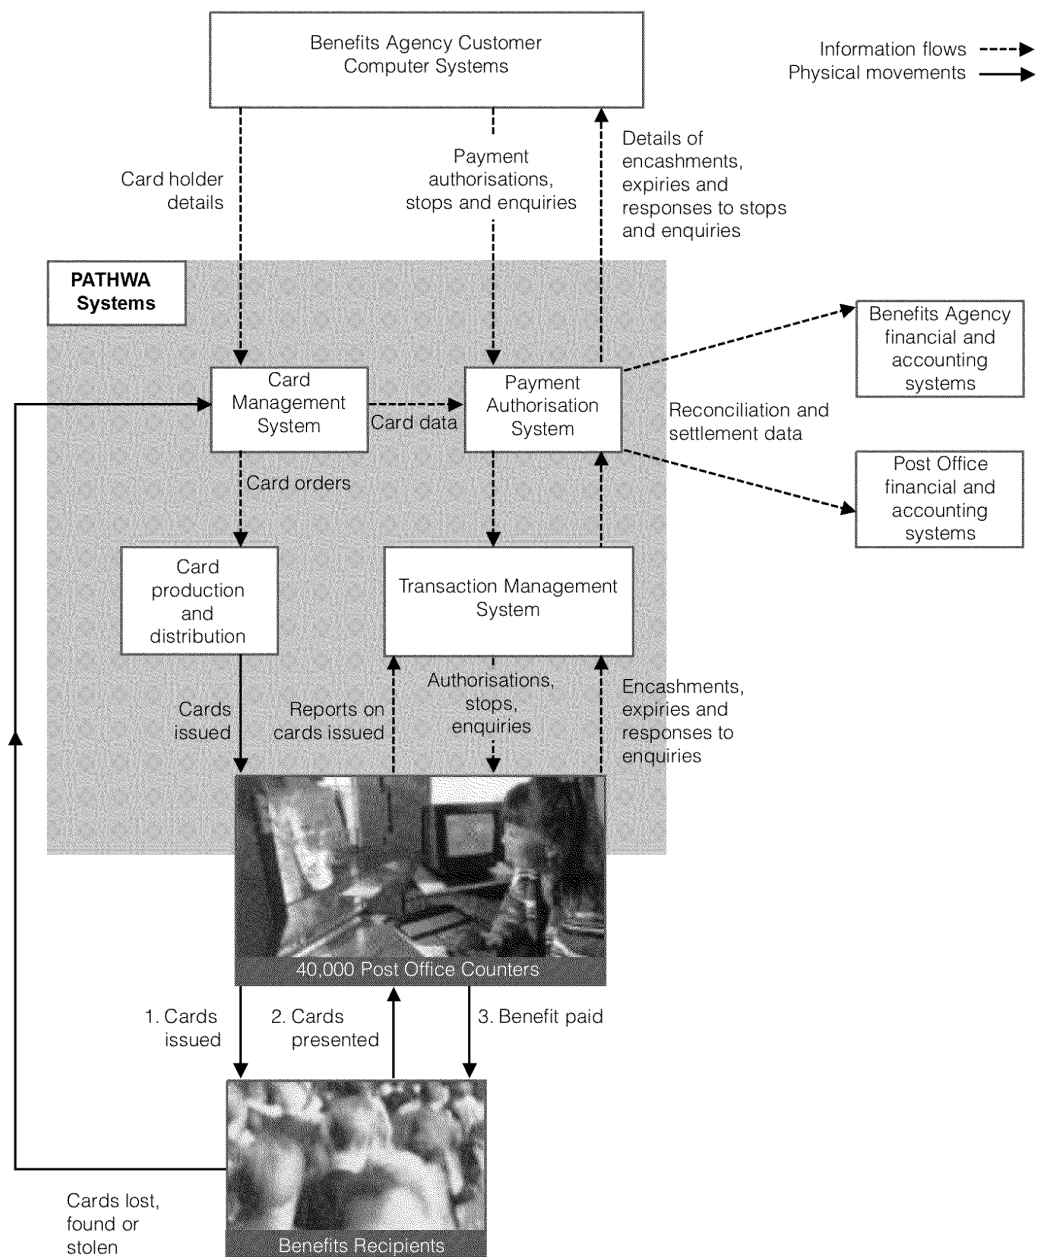 Benefits Agency Customer
Computer Systems
Information flows
Physical movements
Card holder
details
Payment
authorisations,
stops and enquiries
Details of
encashments,
expiries and
responses to stops
and enquiries
PATHWA
Systems
Card
Management
System
Card data
Payment
Authorisation
System
Benefits Agency
financial and
accounting
systems
Reconciliation and
settlement data
Post Office
financial and
accounting
systems
Card orders
Card
production
and
distribution
Transaction Management
System
Cards
issued
Reports on
cards issued
Authorisations,
stops,
enquiries
Encashments,
expiries and
responses to
enquiries
40,000 Post Office Counters
1. Cards
issued
2. Cards
presented
3. Benefit paid
Cards lost,
found or
stolen
Benefits Recipients